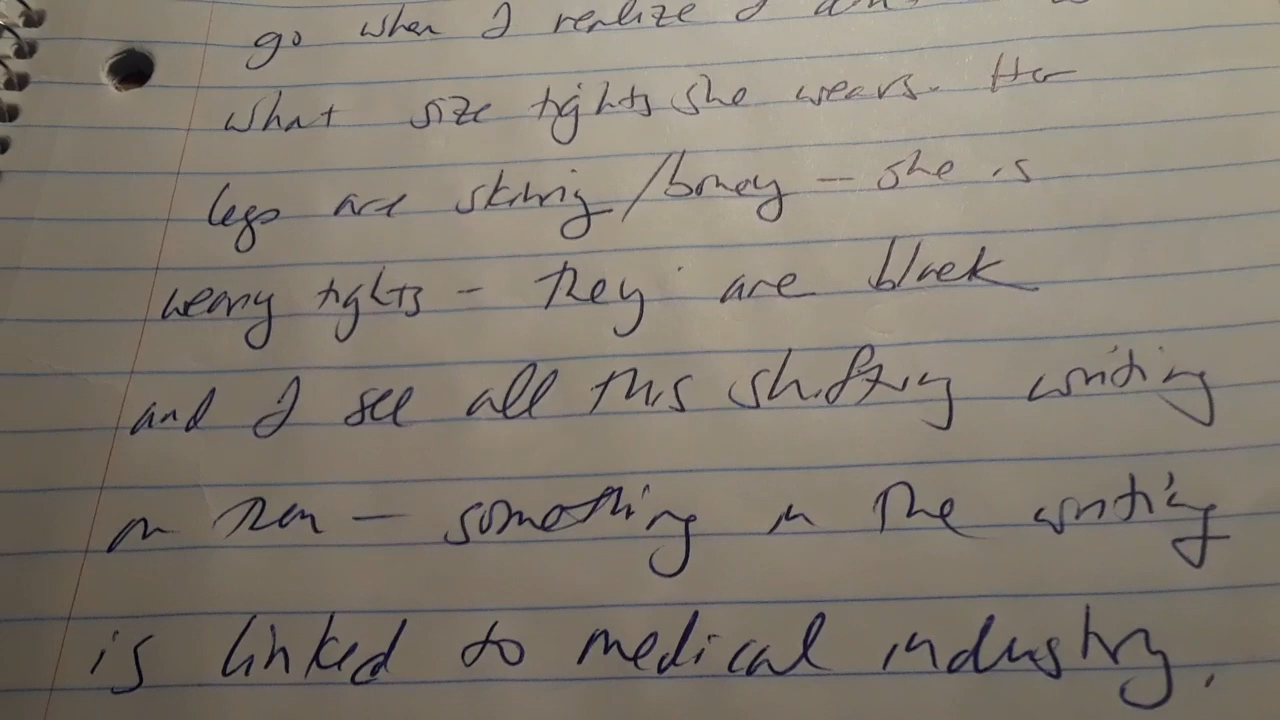 go when I realize I
what size tights she wears. Her
legs are skinny/boney - she is
wearing tights - They are black
and I see all this shifting writing
on them - something in the writing
is linked to medical industry.